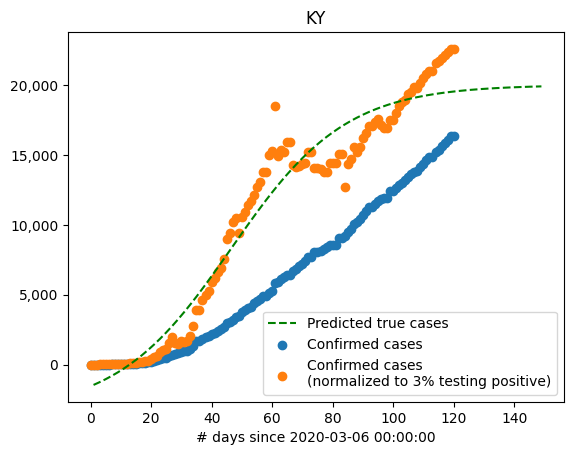 KY
20,000
15,000
10,000
5,000
0
0 20 40 60 80 100 120 140
# days since 2020-03-06 00:00:00
Predicted true cases
Confirmed cases
Confirmed cases
(normalized to 3% testing positive)